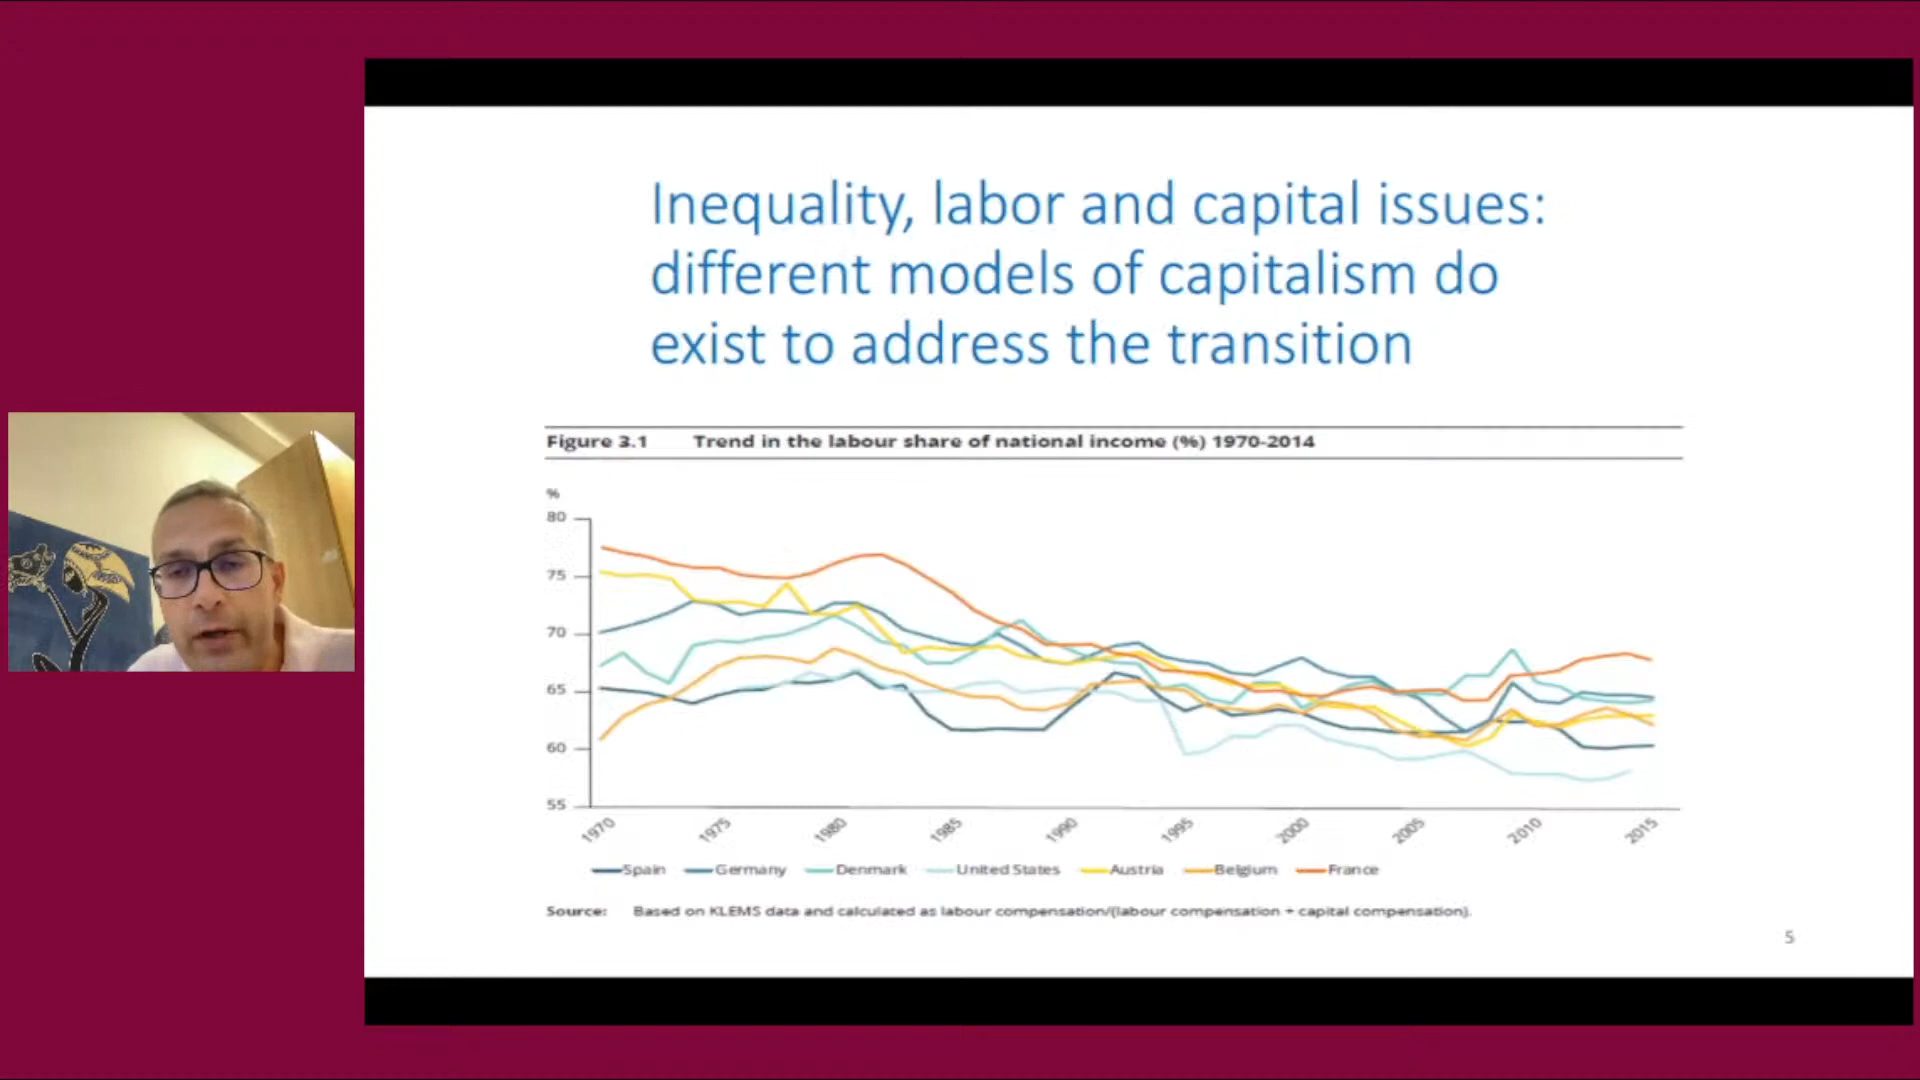 Inequality, labor and capital issues:
different models of capitalism do
exist to address the transition
Figure 3.1 Trend in the labour share of national income (%) 1970-2014
%
80
75
70
65
60
55
1970 1975 1980 1985 1990 1995 2000 2005 2010 2015
Spain Germany Denmark United States Austria Belgium France
Source: Based on KLEMS data and calculated as labour compensation/(labour compensation + capital compensation).
5